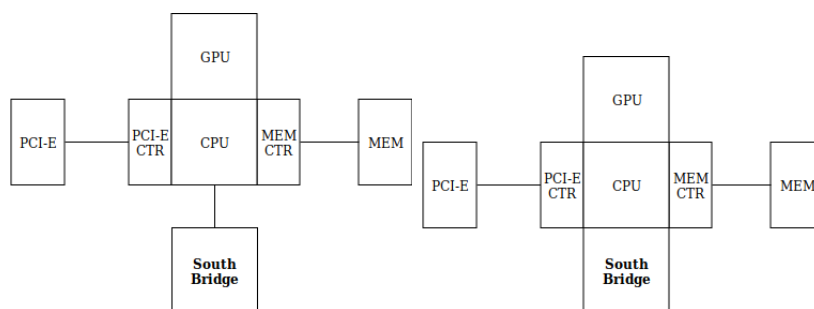 GPU
PCI-E
PCI-E
CTR
CPU
MEM
CTR
MEM
South
Bridge
GPU
PCI-E
PCI-E
CTR
CPU
MEM
CTR
MEM
South
Bridge